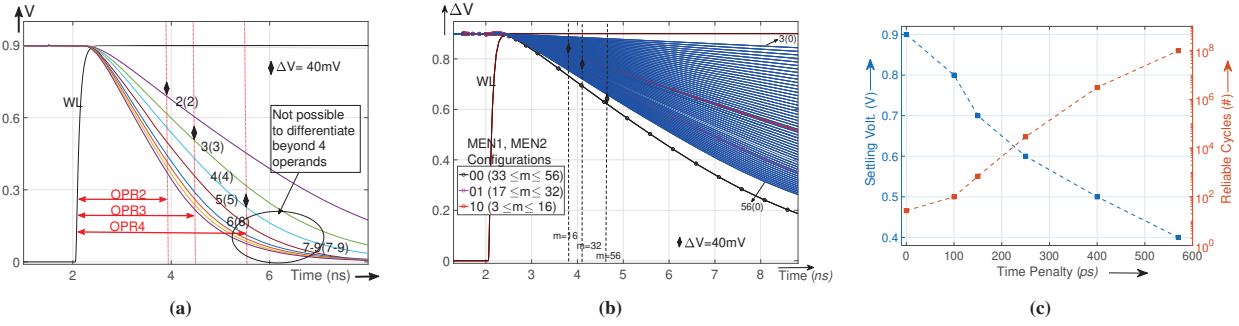 V
0.9
0.6
0.3
0
WL
ΔV= 40mV
2(2)
3(3)
4(4)
5(5)
6(6)
7-9(7-9)
Not possible
to differentiate
beyond 4
operands
OPR2
OPR3
OPR4
2
4
6
Time (ns)
(a)
ΔV
0.8
0.6
0.4
0.2
0
WL
3(0)
56(0)
MEN1, MEN2
Configurations
00 (33 ≤m ≤ 56)
01 (17 ≤m ≤ 32)
10 (3 ≤m ≤ 16)
m=16
m=32
m=56
ΔV=40mV
2
3
4
5
6
7
8
Time (ns)
(b)
Settling Volt. (V)
0.9
0.8
0.7
0.6
0.5
0.4
0
100
200
300
400
500
600
Time Penalty (ps)
10^8
10^6
10^4
10^2
10^0
Reliable Cycles (#)
(c)